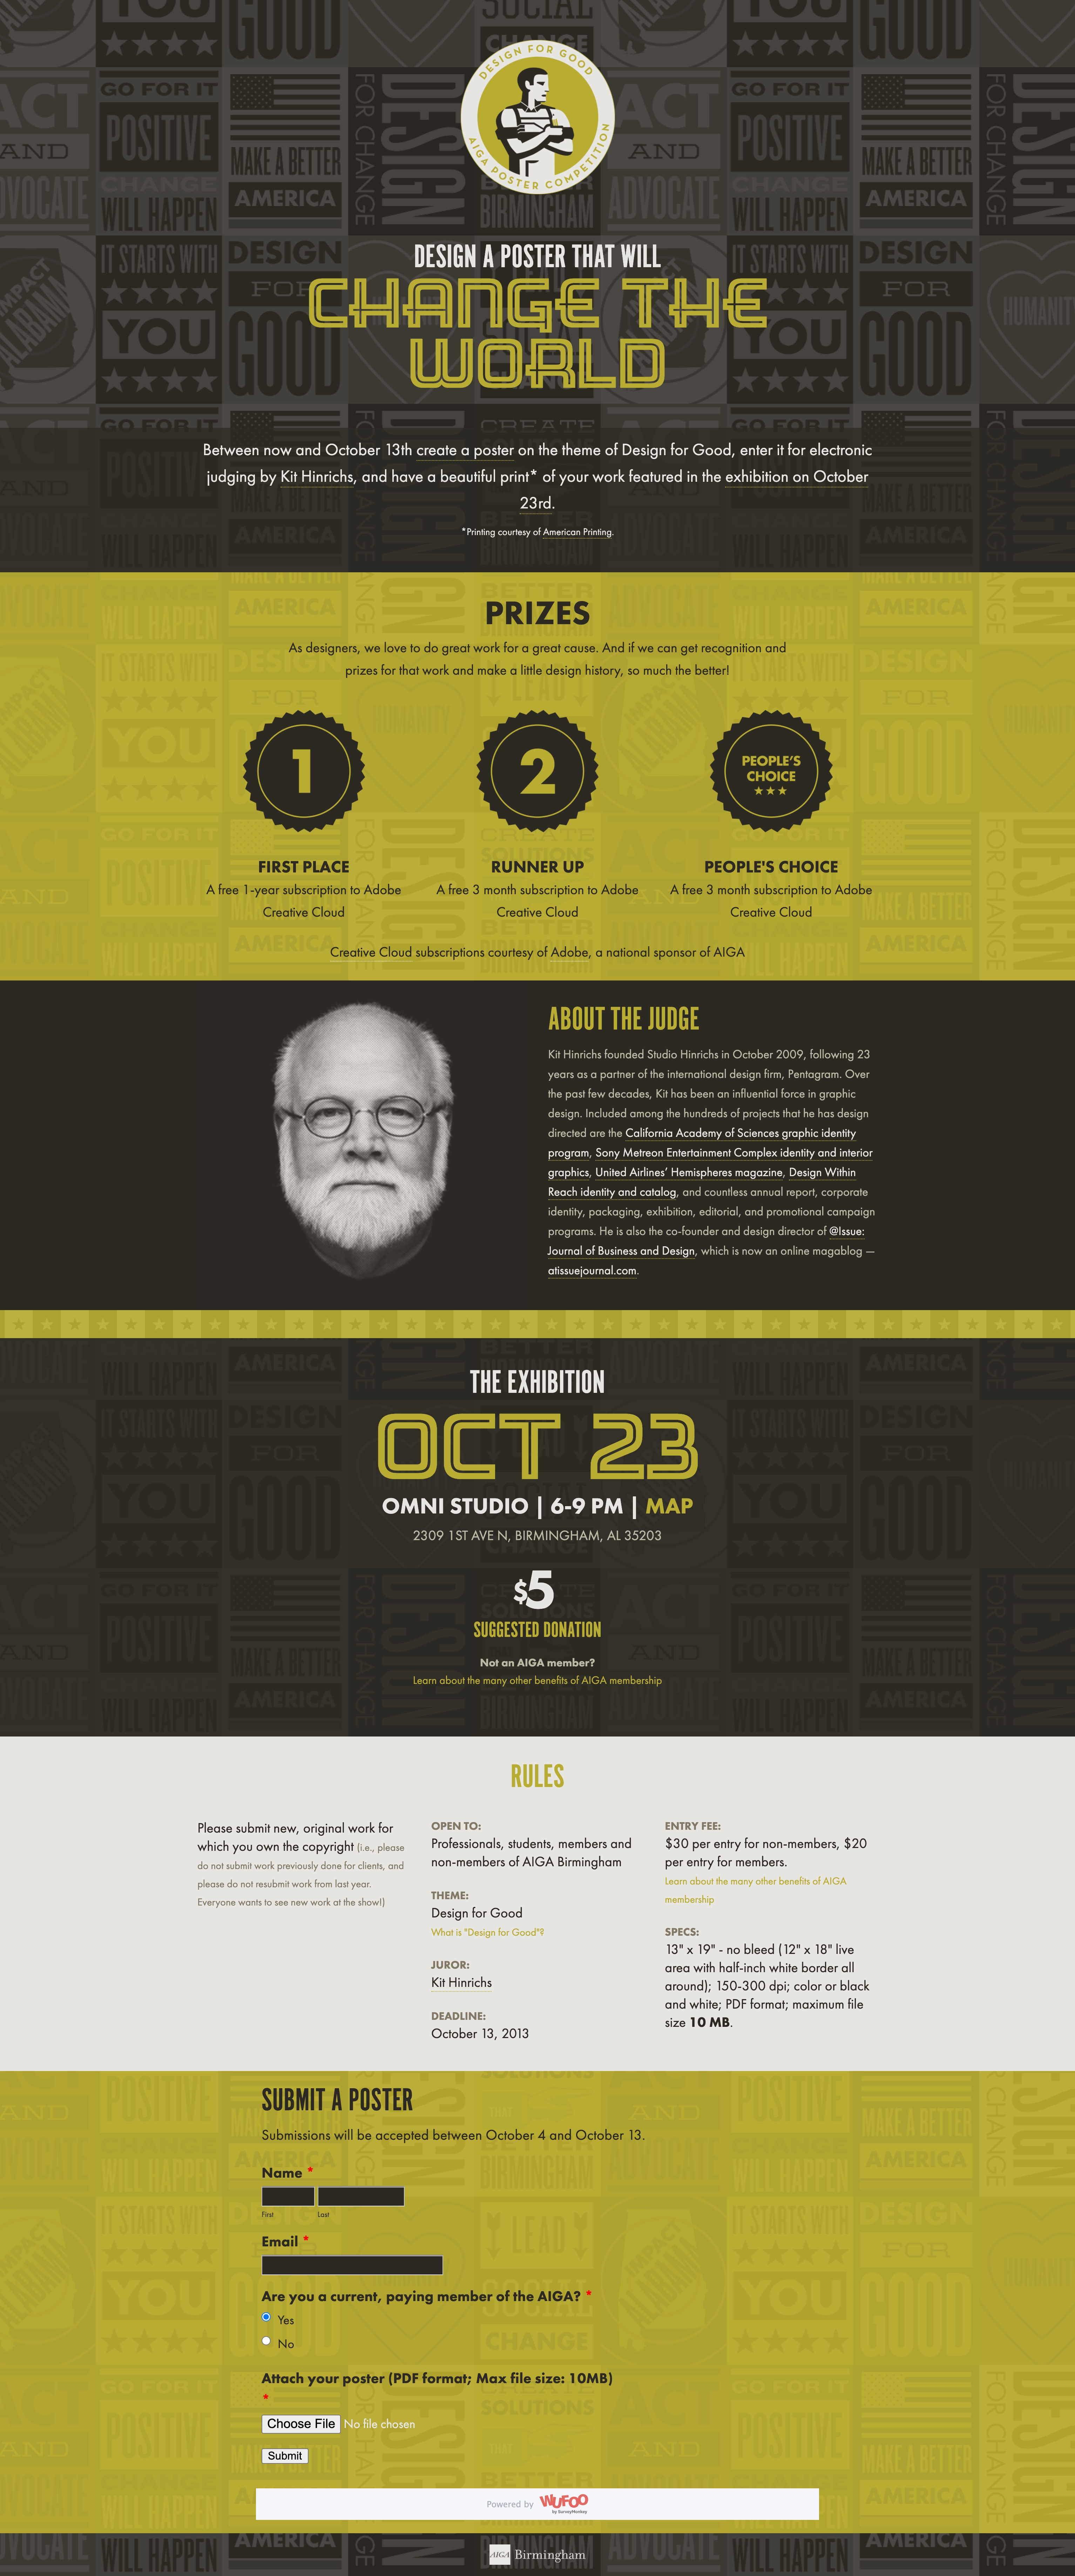 DESIGN FOR GOOD
AIGA POSTER COMPETITION
DESIGN A POSTER THAT WILL
CHANGE THE
WORLD
Between now and October 13th create a poster on the theme of Design for Good, enter it for electronic
judging by Kit Hinrichs, and have a beautiful print* of your work featured in the exhibition on October
23rd.
*Printing courtesy of American Printing.
PRIZES
As designers, we love to do great work for a great cause. And if we can get recognition and
prizes for that work and make a little design history, so much the better!
1
2
PEOPLE'S
CHOICE
FIRST PLACE
A free 1-year subscription to Adobe
Creative Cloud
RUNNER UP
A free 3 month subscription to Adobe
Creative Cloud
PEOPLE'S CHOICE
A free 3 month subscription to Adobe
Creative Cloud
Creative Cloud subscriptions courtesy of Adobe, a national sponsor of AIGA
ABOUT THE JUDGE
Kit Hinrichs founded Studio Hinrichs in October 2009, following 23
years as a partner of the international design firm, Pentagram. Over
the past few decades, Kit has been an influential force in graphic
design. Included among the hundreds of projects that he has design
directed are the California Academy of Sciences graphic identity
program, Sony Metreon Entertainment Complex identity and interior
graphics, United Airlines’ Hemispheres magazine, Design Within
Reach identity and catalog, and countless annual report, corporate
identity, packaging, exhibition, editorial, and promotional campaign
programs. He is also the co-founder and design director of @Issue:
Journal of Business and Design, which is now an online magablog —
atissuejournal.com.
THE EXHIBITION
OCT 23
OMNI STUDIO | 6-9 PM | MAP
2309 1ST AVE N, BIRMINGHAM, AL 35203
$5
SUGGESTED DONATION
Not an AIGA member?
Learn about the many other benefits of AIGA membership
RULES
Please submit new, original work for
which you own the copyright (i.e., please
do not submit work previously done for clients, and
please do not resubmit work from last year.
Everyone wants to see new work at the show!)
OPEN TO:
Professionals, students, members and
non-members of AIGA Birmingham
THEME:
Design for Good
What is "Design for Good"?
JUROR:
Kit Hinrichs
DEADLINE:
October 13, 2013
ENTRY FEE:
$30 per entry for non-members, $20
per entry for members.
Learn about the many other benefits of AIGA
membership
SPECS:
13" x 19" - no bleed (12" x 18" live
area with half-inch white border all
around); 150-300 dpi; color or black
and white; PDF format; maximum file
size 10 MB.
SUBMIT A POSTER
Submissions will be accepted between October 4 and October 13.
Name *
First Last
Email *
Are you a current, paying member of the AIGA? *
Yes
No
Attach your poster (PDF format; Max file size: 10MB)
*
Choose File No file chosen
Submit
Powered by WUFOO
by SurveyMonkey
AIGA Birmingham